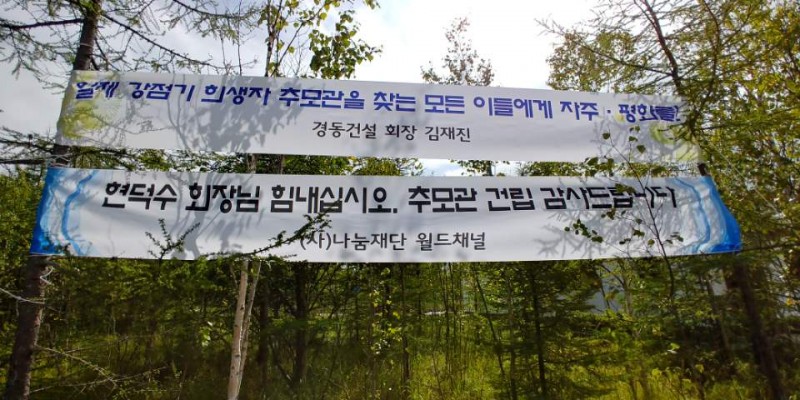 일제 강점기 희생자 추모관을 찾는 모든 이들에게 자주·평화를!
경동건설 회장 김재진
현덕수 회장님 힘내십시오. 추모관 건립 감사드립니다
(사)나눔재단 월드채널